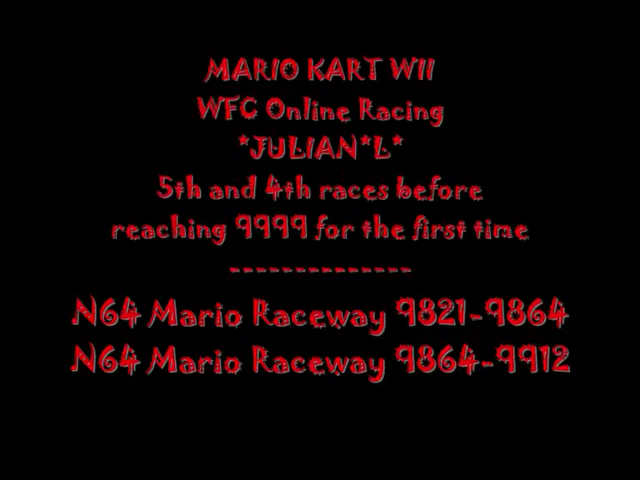 MARIO KART WII
WFC Online Racing
*JULIAN*L*
5th and 4th races before
reaching 9999 for the first time
--------------
N64 Mario Raceway 9821-9864
N64 Mario Raceway 9864-9912